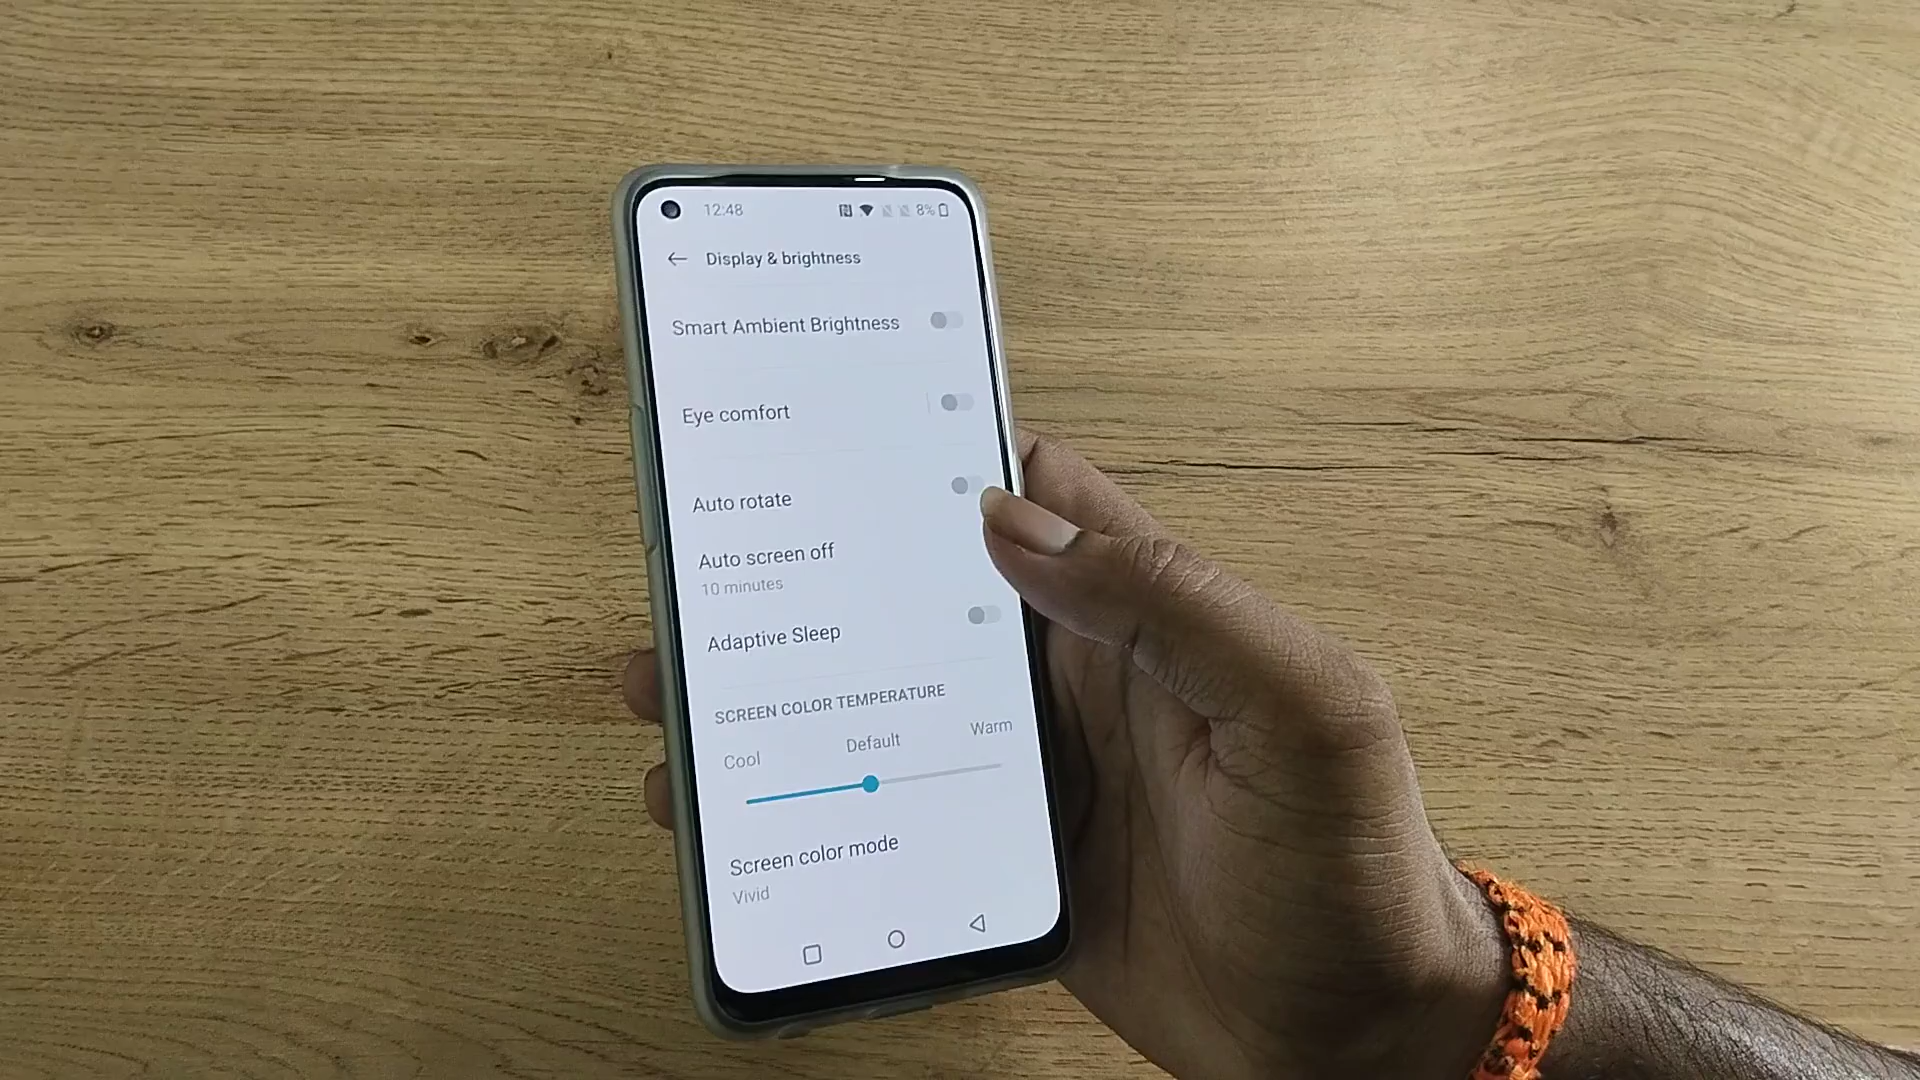 12:48 8%
Display & brightness
Smart Ambient Brightness
Eye comfort
Auto rotate
Auto screen off
10 minutes
Adaptive Sleep
SCREEN COLOR TEMPERATURE
Cool Default Warm
Screen color mode
Vivid